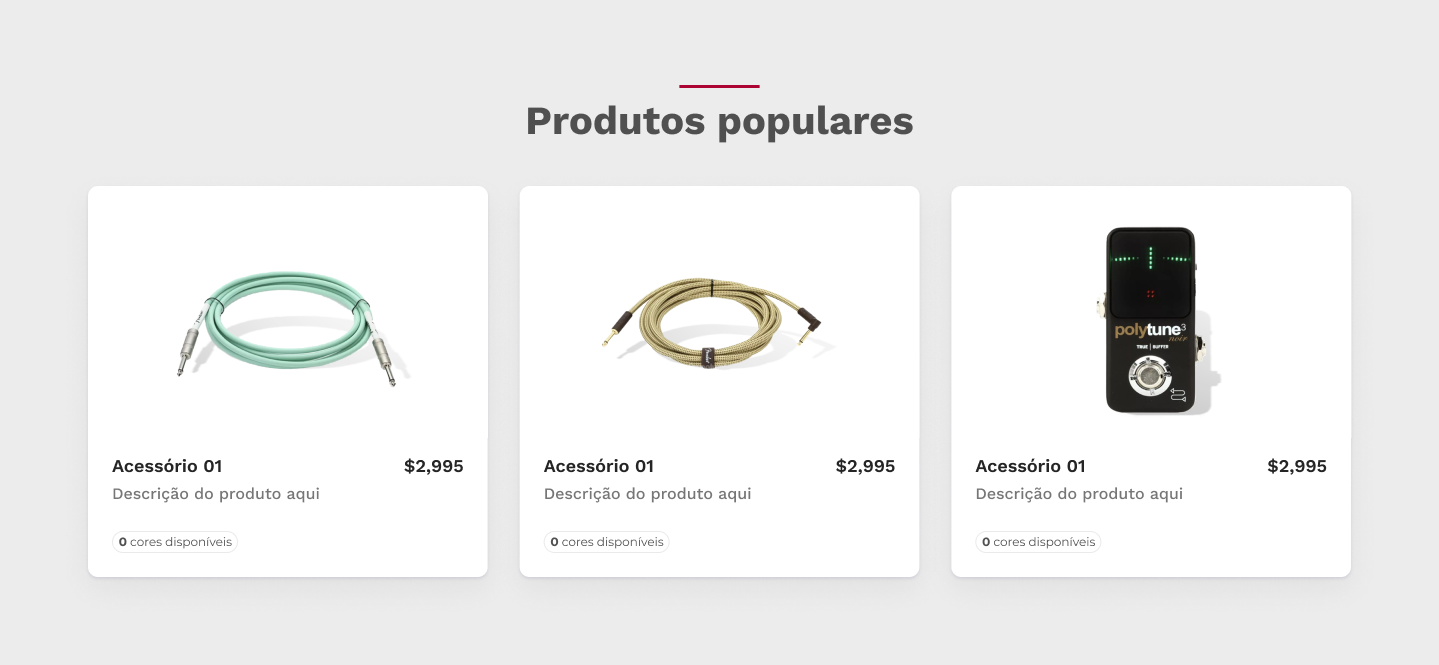 Produtos populares
polytune3
noir
TRUE | BUFFER
Acessório 01 $2,995
Descrição do produto aqui
0 cores disponíveis
Acessório 01 $2,995
Descrição do produto aqui
0 cores disponíveis
Acessório 01 $2,995
Descrição do produto aqui
0 cores disponíveis